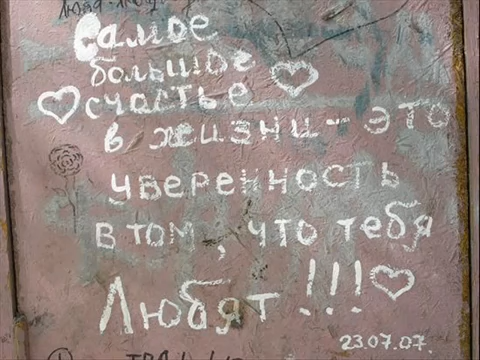 Самое
большое
счастье
в жизни - это
уверенность
в том, что тебя
Любят !!!
23.07.07.